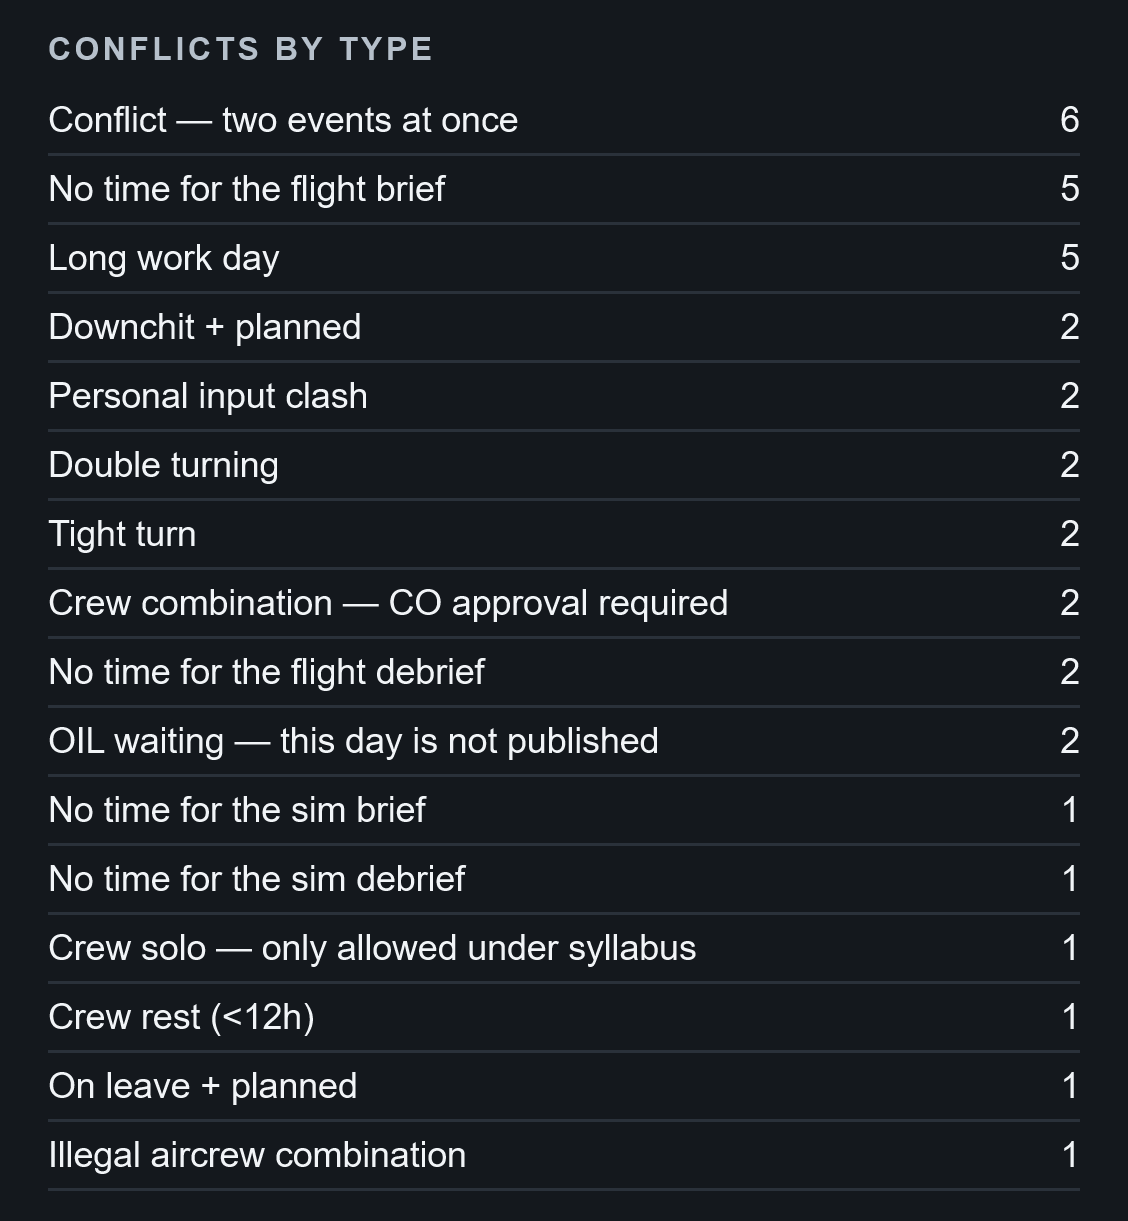 CONFLICTS BY TYPE
Conflict — two events at once 6
No time for the flight brief 5
Long work day 5
Downchit + planned 2
Personal input clash 2
Double turning 2
Tight turn 2
Crew combination — CO approval required 2
No time for the flight debrief 2
OIL waiting — this day is not published 2
No time for the sim brief 1
No time for the sim debrief 1
Crew solo — only allowed under syllabus 1
Crew rest (<12h) 1
On leave + planned 1
Illegal aircrew combination 1